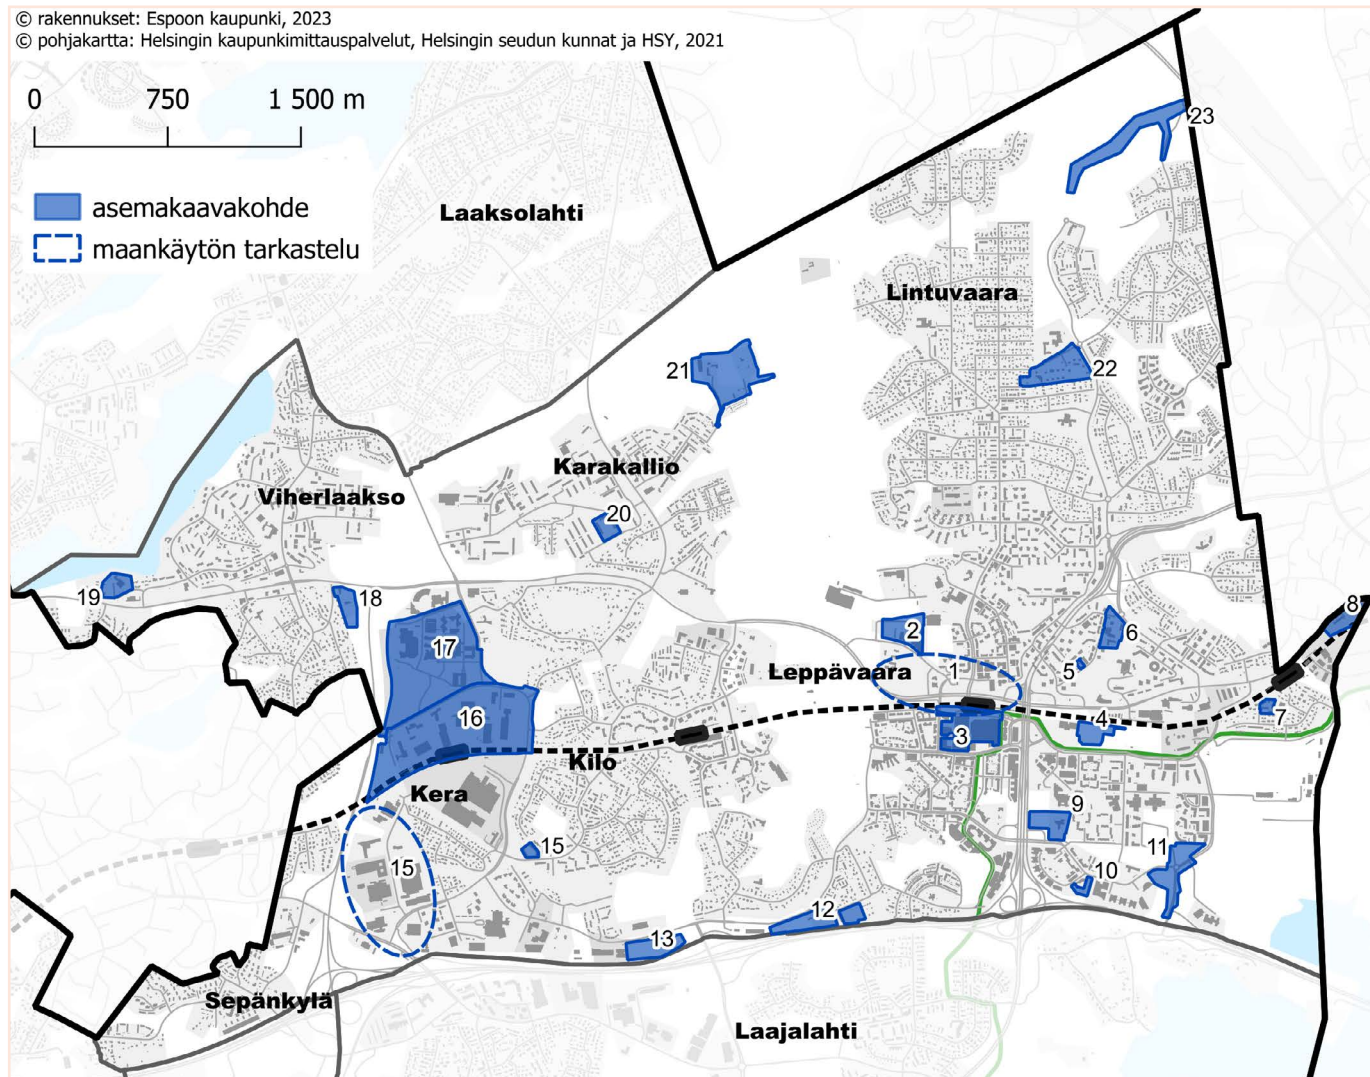 © rakennukset: Espoon kaupunki, 2023
© pohjakartta: Helsingin kaupunkimittauspalvelut, Helsingin seudun kunnat ja HSY, 2021
0 750 1 500 m
asemakaavakohde
maankäytön tarkastelu
23
Laaksolahti
Lintuvaara
21
22
Karakallio
Viherlaakso
20
19
18
8
17
2
6
Leppävaara
1
5
16
7
3
4
Kilo
Kera
9
15
15
11
10
12
13
Sepänkylä
Laajalahti